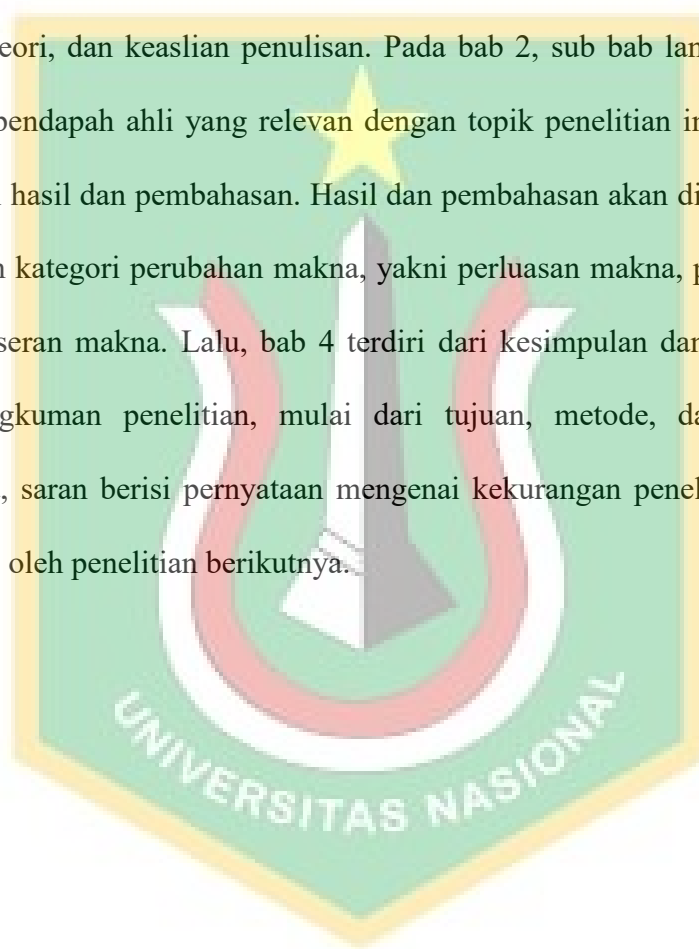 eori, dan keaslian penulisan. Pada bab 2, sub bab lan
pendapah ahli yang relevan dengan topik penelitian in
hasil dan pembahasan. Hasil dan pembahasan akan di
kategori perubahan makna, yakni perluasan makna, p
seran makna. Lalu, bab 4 terdiri dari kesimpulan dan
gkuman penelitian, mulai dari tujuan, metode, da
, saran berisi pernyataan mengenai kekurangan penel
oleh penelitian berikutnya.
UNIVERSITAS NASIONAL